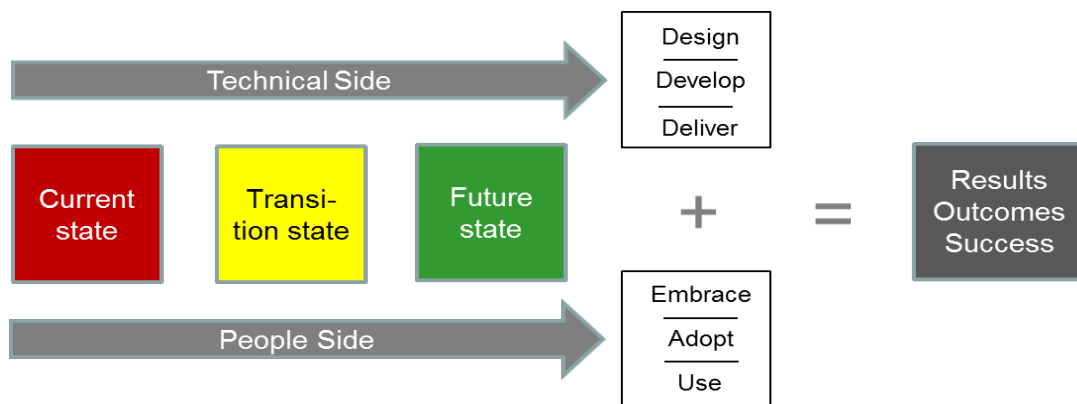 Technical Side
Design
Develop
Deliver
Current
state
Transi-
tion state
Future
state
+
=
Results
Outcomes
Success
People Side
Embrace
Adopt
Use